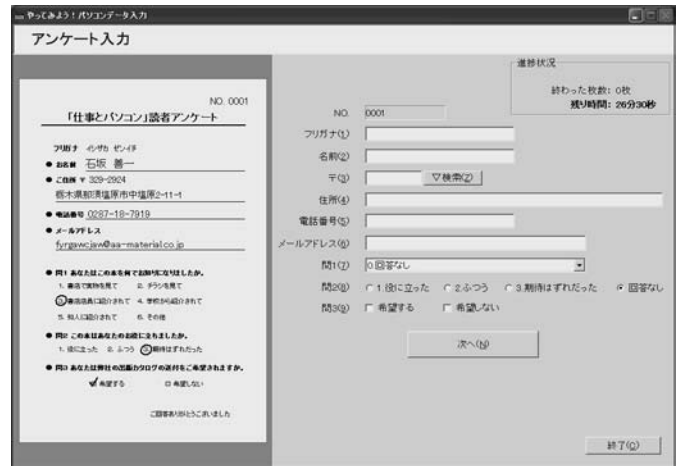 やってみよう!パソコンデータ入力
アンケート入力
進捗状況
終わった枚数: 0枚
残り時間: 26分30秒
NO. 0001
「仕事とパソコン」読者アンケート
フリガナ イシザカ ゼンイチ
● お名前 石坂 善一
● ご住所 〒 329-2924
栃木県那須塩原市中塩原2-11-1
● 電話番号 0287-18-7919
● メールアドレス
fyrgawcjaw@aa-material.co.jp
● 問1 あなたはこの本を何でお知りになりましたか。
1. 書店で実物を見て 2. チラシを見て
3. 書店店員に紹介されて 4. 学校から紹介されて
5. 知人に紹介されて 6. その他
● 問2 この本はあなたのお役に立ちましたか。
1. 役に立った 2. ふつう 3. 期待はずれだった
● 問3 あなたは弊社の出版カタログの送付をご希望されますか。
希望する 希望しない
ご回答ありがとうございました
NO. 0001
フリガナ(1)
名前(2)
〒(3) ▽検索(Z)
住所(4)
電話番号(5)
メールアドレス(6)
問1(7) 0.回答なし
問2(8) 1.役に立った 2.ふつう 3.期待はずれだった 回答なし
問3(9) 希望する 希望しない
次へ(N)
終了(C)